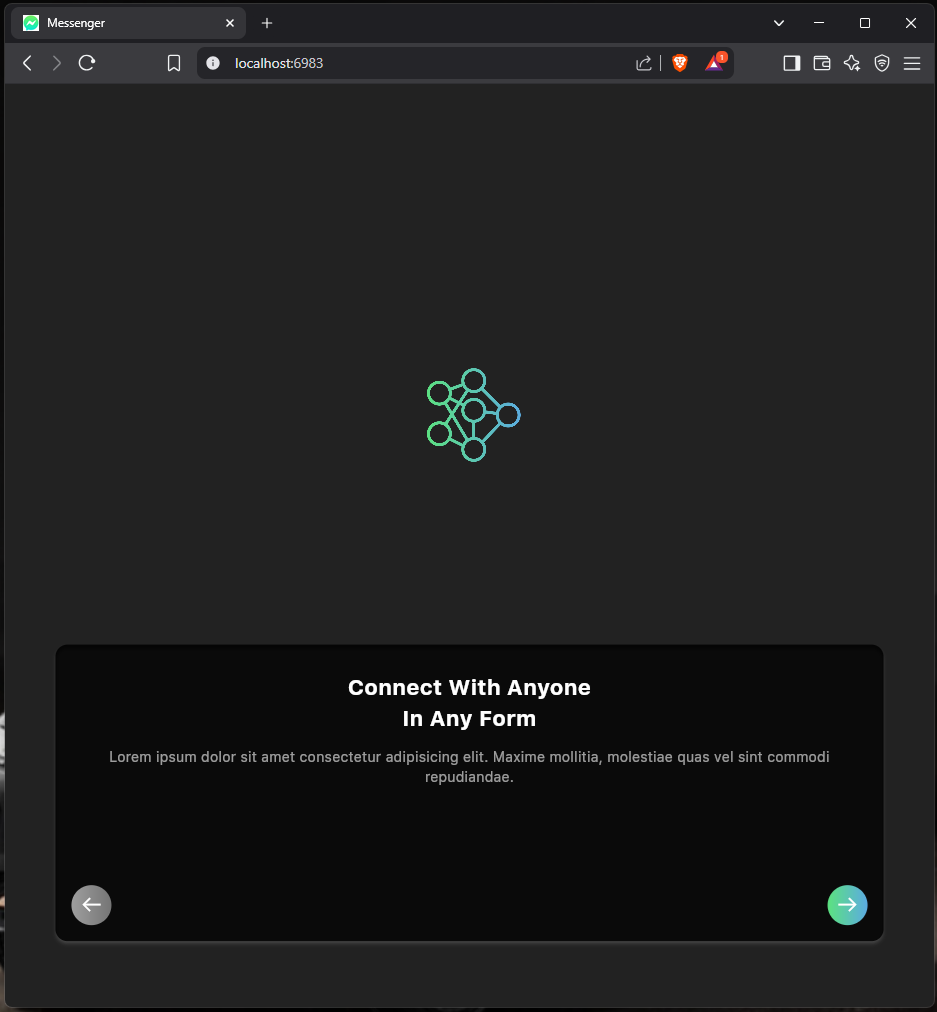 Messenger
localhost:6983
1
Connect With Anyone
In Any Form
Lorem ipsum dolor sit amet consectetur adipisicing elit. Maxime mollitia, molestiae quas vel sint commodi
repudiandae.